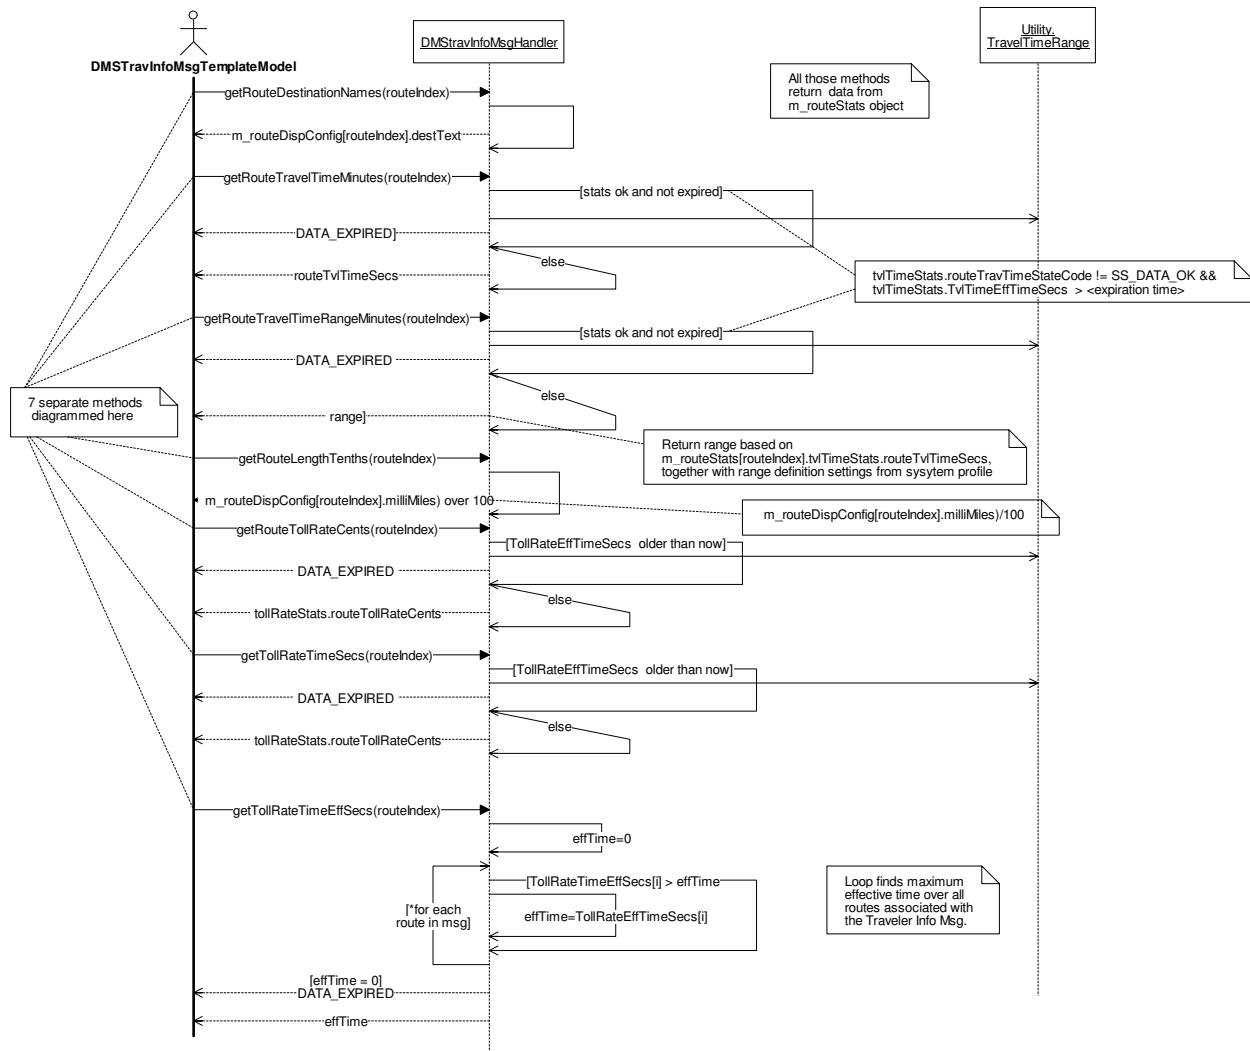 DMSTravInfoMsgTemplateModel
DMStravInfoMsgHandler
Utility.
TravelTimeRange
All those methods
return data from
m_routeStats object
getRouteDestinationNames(routeIndex)
m_routeDispConfig[routeIndex].destText
getRouteTravelTimeMinutes(routeIndex)
[stats ok and not expired]
DATA_EXPIRED]
else
routeTvlTimeSecs
tvlTimeStats.routeTravTimeStateCode != SS_DATA_OK &&
tvlTimeStats.TvlTimeEffTimeSecs > <expiration time>
getRouteTravelTimeRangeMinutes(routeIndex)
[stats ok and not expired]
DATA_EXPIRED
else
7 separate methods
diagrammed here
range]
Return range based on
m_routeStats[routeIndex].tvlTimeStats.routeTvlTimeSecs,
together with range definition settings from sysytem profile
getRouteLengthTenths(routeIndex)
m_routeDispConfig[routeIndex].milliMiles) over 100
m_routeDispConfig[routeIndex].milliMiles)/100
getRouteTollRateCents(routeIndex)
[TollRateEffTimeSecs older than now]
DATA_EXPIRED
else
tollRateStats.routeTollRateCents
getTollRateTimeSecs(routeIndex)
[TollRateEffTimeSecs older than now]
DATA_EXPIRED
else
tollRateStats.routeTollRateCents
getTollRateTimeEffSecs(routeIndex)
effTime=0
[TollRateTimeEffSecs[i] > effTime
[*for each
route in msg]
effTime=TollRateEffTimeSecs[i]
Loop finds maximum
effective time over all
routes associated with
the Traveler Info Msg.
[effTime = 0]
DATA_EXPIRED
effTime